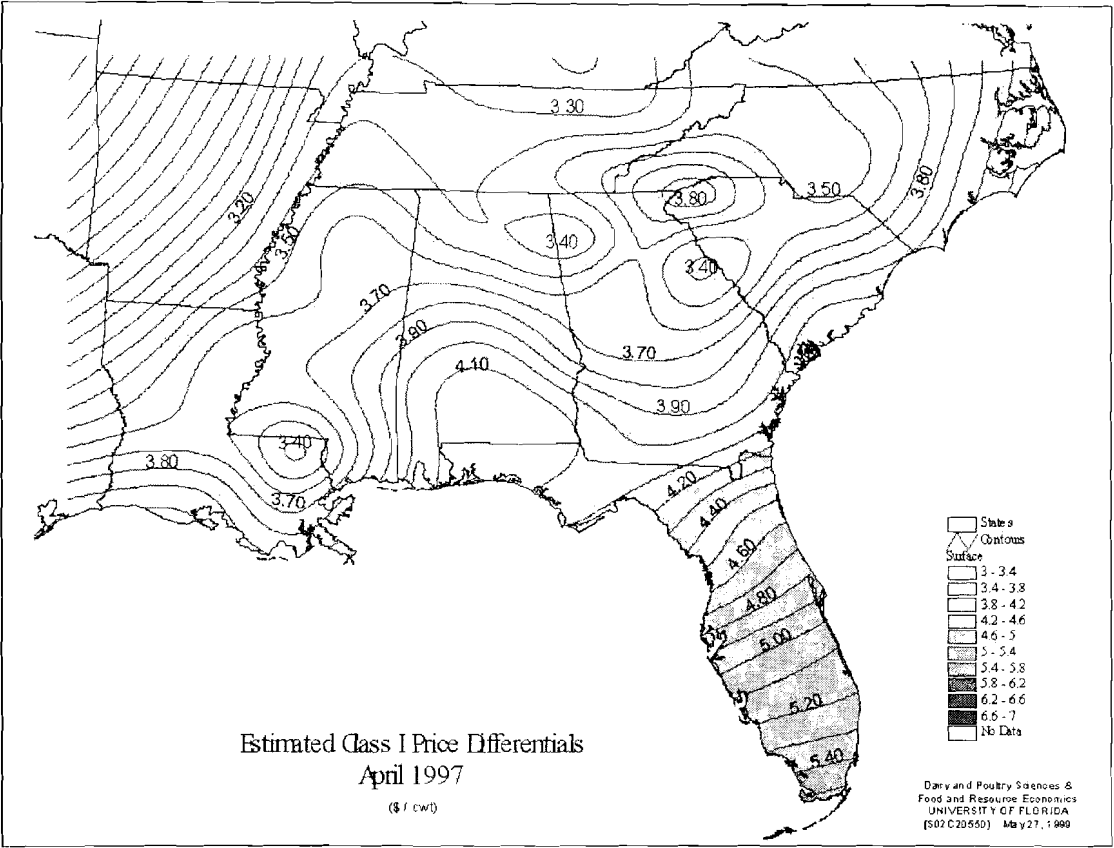 3.30
3.20
3.50
3.80
3.50
3.80
3.40
3.40
3.70
3.90
4.10
3.70
3.90
3.40
3.80
3.70
4.20
4.40
4.60
4.80
5.00
5.20
5.40
States
Contours
Surface
3 - 3.4
3.4 - 3.8
3.8 - 4.2
4.2 - 4.6
4.6 - 5
5 - 5.4
5.4 - 5.8
5.8 - 6.2
6.2 - 6.6
6.6 - 7
No Data
Estimated Class I Price Differentials
April 1997
($ / cwt)
Dairy and Poultry Sciences &
Food and Resource Economics
UNIVERSITY OF FLORIDA
[S02C20550] May 27, 1999